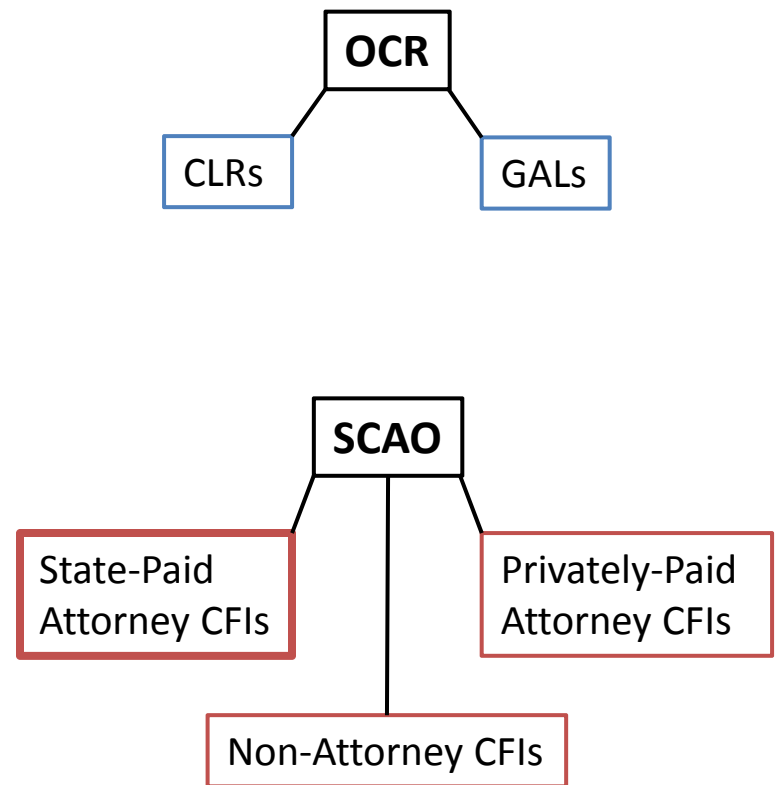 OCR
CLRs
GALs
SCAO
State-Paid
Attorney CFIs
Privately-Paid
Attorney CFIs
Non-Attorney CFIs